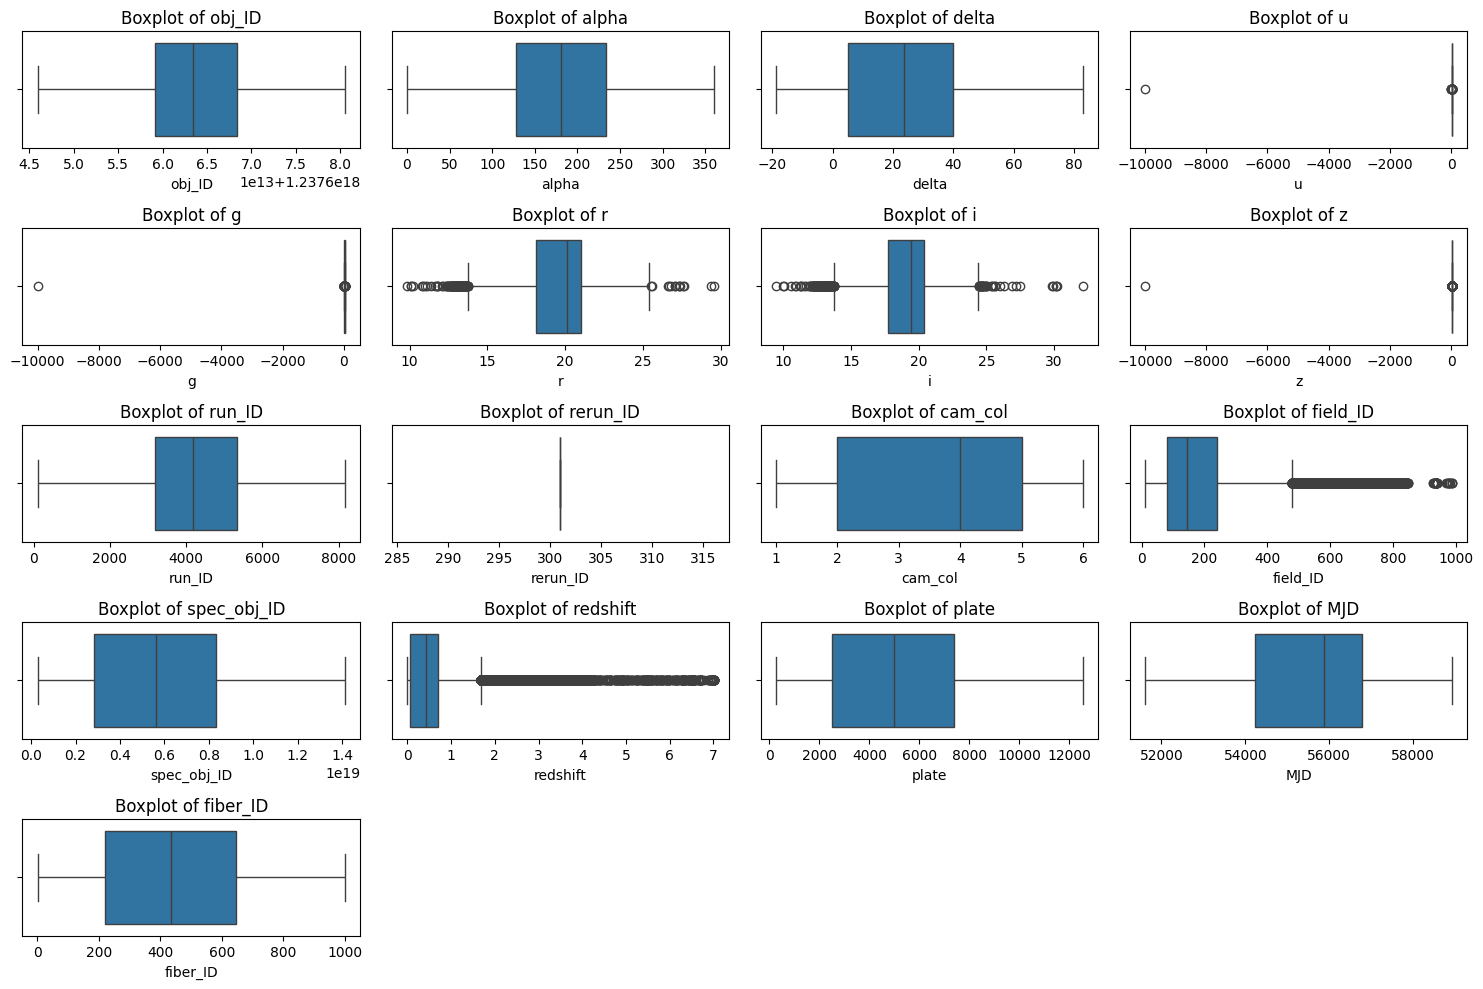 Boxplot of obj_ID
4.5 5.0 5.5 6.0 6.5 7.0 7.5 8.0
1e13+1.2376e18
obj_ID
Boxplot of alpha
0 50 100 150 200 250 300 350
alpha
Boxplot of delta
−20 0 20 40 60 80
delta
Boxplot of u
−10000 −8000 −6000 −4000 −2000 0
u
Boxplot of g
−10000 −8000 −6000 −4000 −2000 0
g
Boxplot of r
10 15 20 25 30
r
Boxplot of i
10 15 20 25 30
i
Boxplot of z
−10000 −8000 −6000 −4000 −2000 0
z
Boxplot of run_ID
0 2000 4000 6000 8000
run_ID
Boxplot of rerun_ID
285 290 295 300 305 310 315
rerun_ID
Boxplot of cam_col
1 2 3 4 5 6
cam_col
Boxplot of field_ID
0 200 400 600 800 1000
field_ID
Boxplot of spec_obj_ID
0.0 0.2 0.4 0.6 0.8 1.0 1.2 1.4
1e19
spec_obj_ID
Boxplot of redshift
0 1 2 3 4 5 6 7
redshift
Boxplot of plate
0 2000 4000 6000 8000 10000 12000
plate
Boxplot of MJD
52000 54000 56000 58000
MJD
Boxplot of fiber_ID
0 200 400 600 800 1000
fiber_ID